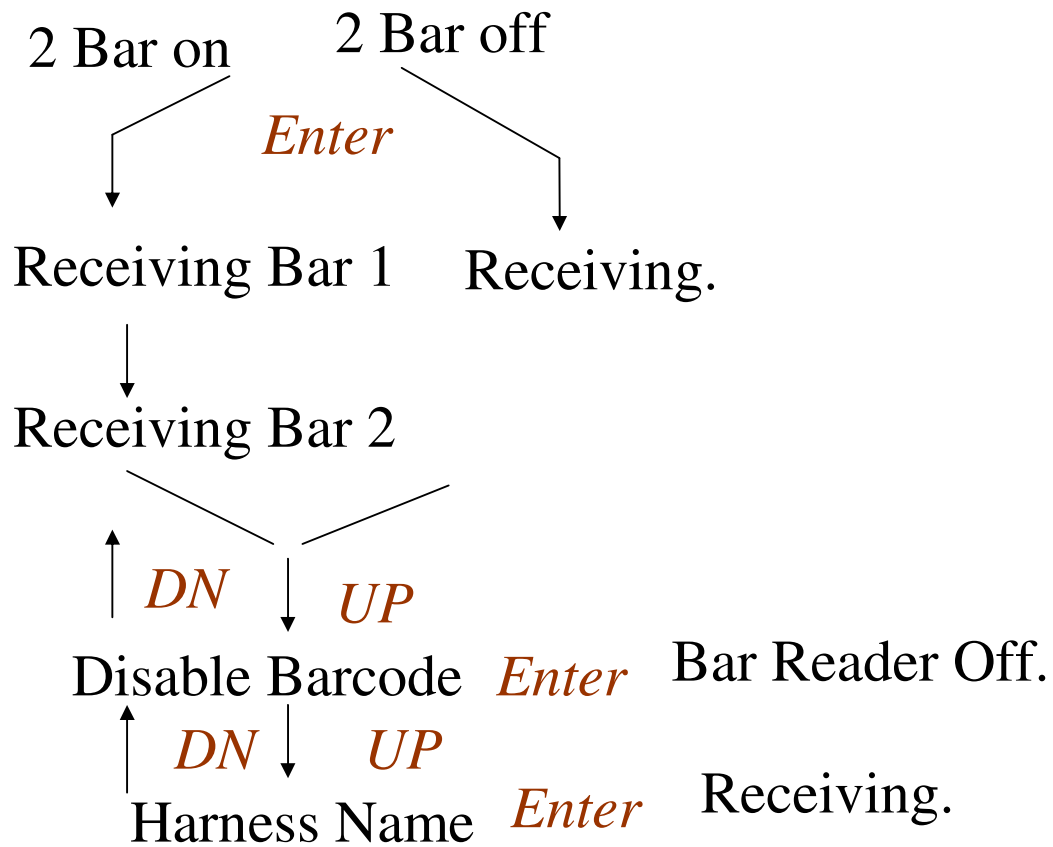 2 Bar on 2 Bar off
Enter
Receiving Bar 1 Receiving.
Receiving Bar 2
DN UP
Disable Barcode Enter Bar Reader Off.
DN UP
Harness Name Enter Receiving.